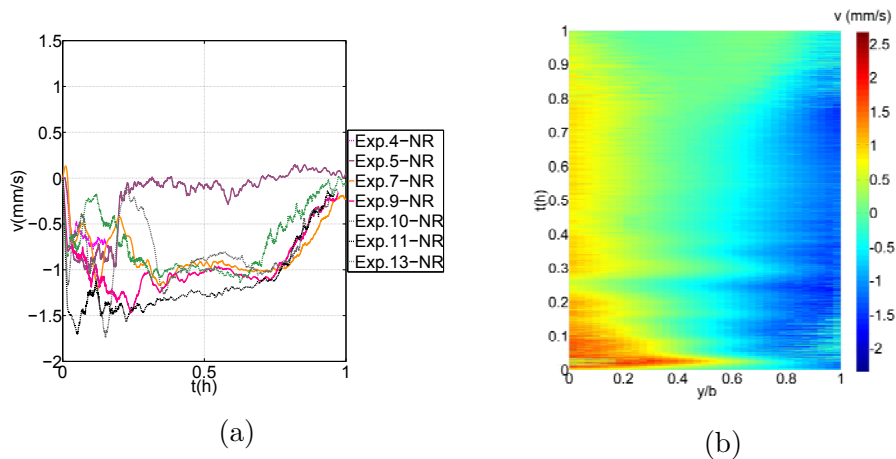 v(mm/s)
1.5
1
0.5
0
−0.5
−1
−1.5
−2
0
0.5
1
t(h)
Exp.4−NR
Exp.5−NR
Exp.7−NR
Exp.9−NR
Exp.10−NR
Exp.11−NR
Exp.13−NR
(a)
v (mm/s)
t(h)
1
0.9
0.8
0.7
0.6
0.5
0.4
0.3
0.2
0.1
0
0
0.2
0.4
0.6
0.8
1
y/b
2.5
2
1.5
1
0.5
0
-0.5
-1
-1.5
-2
(b)